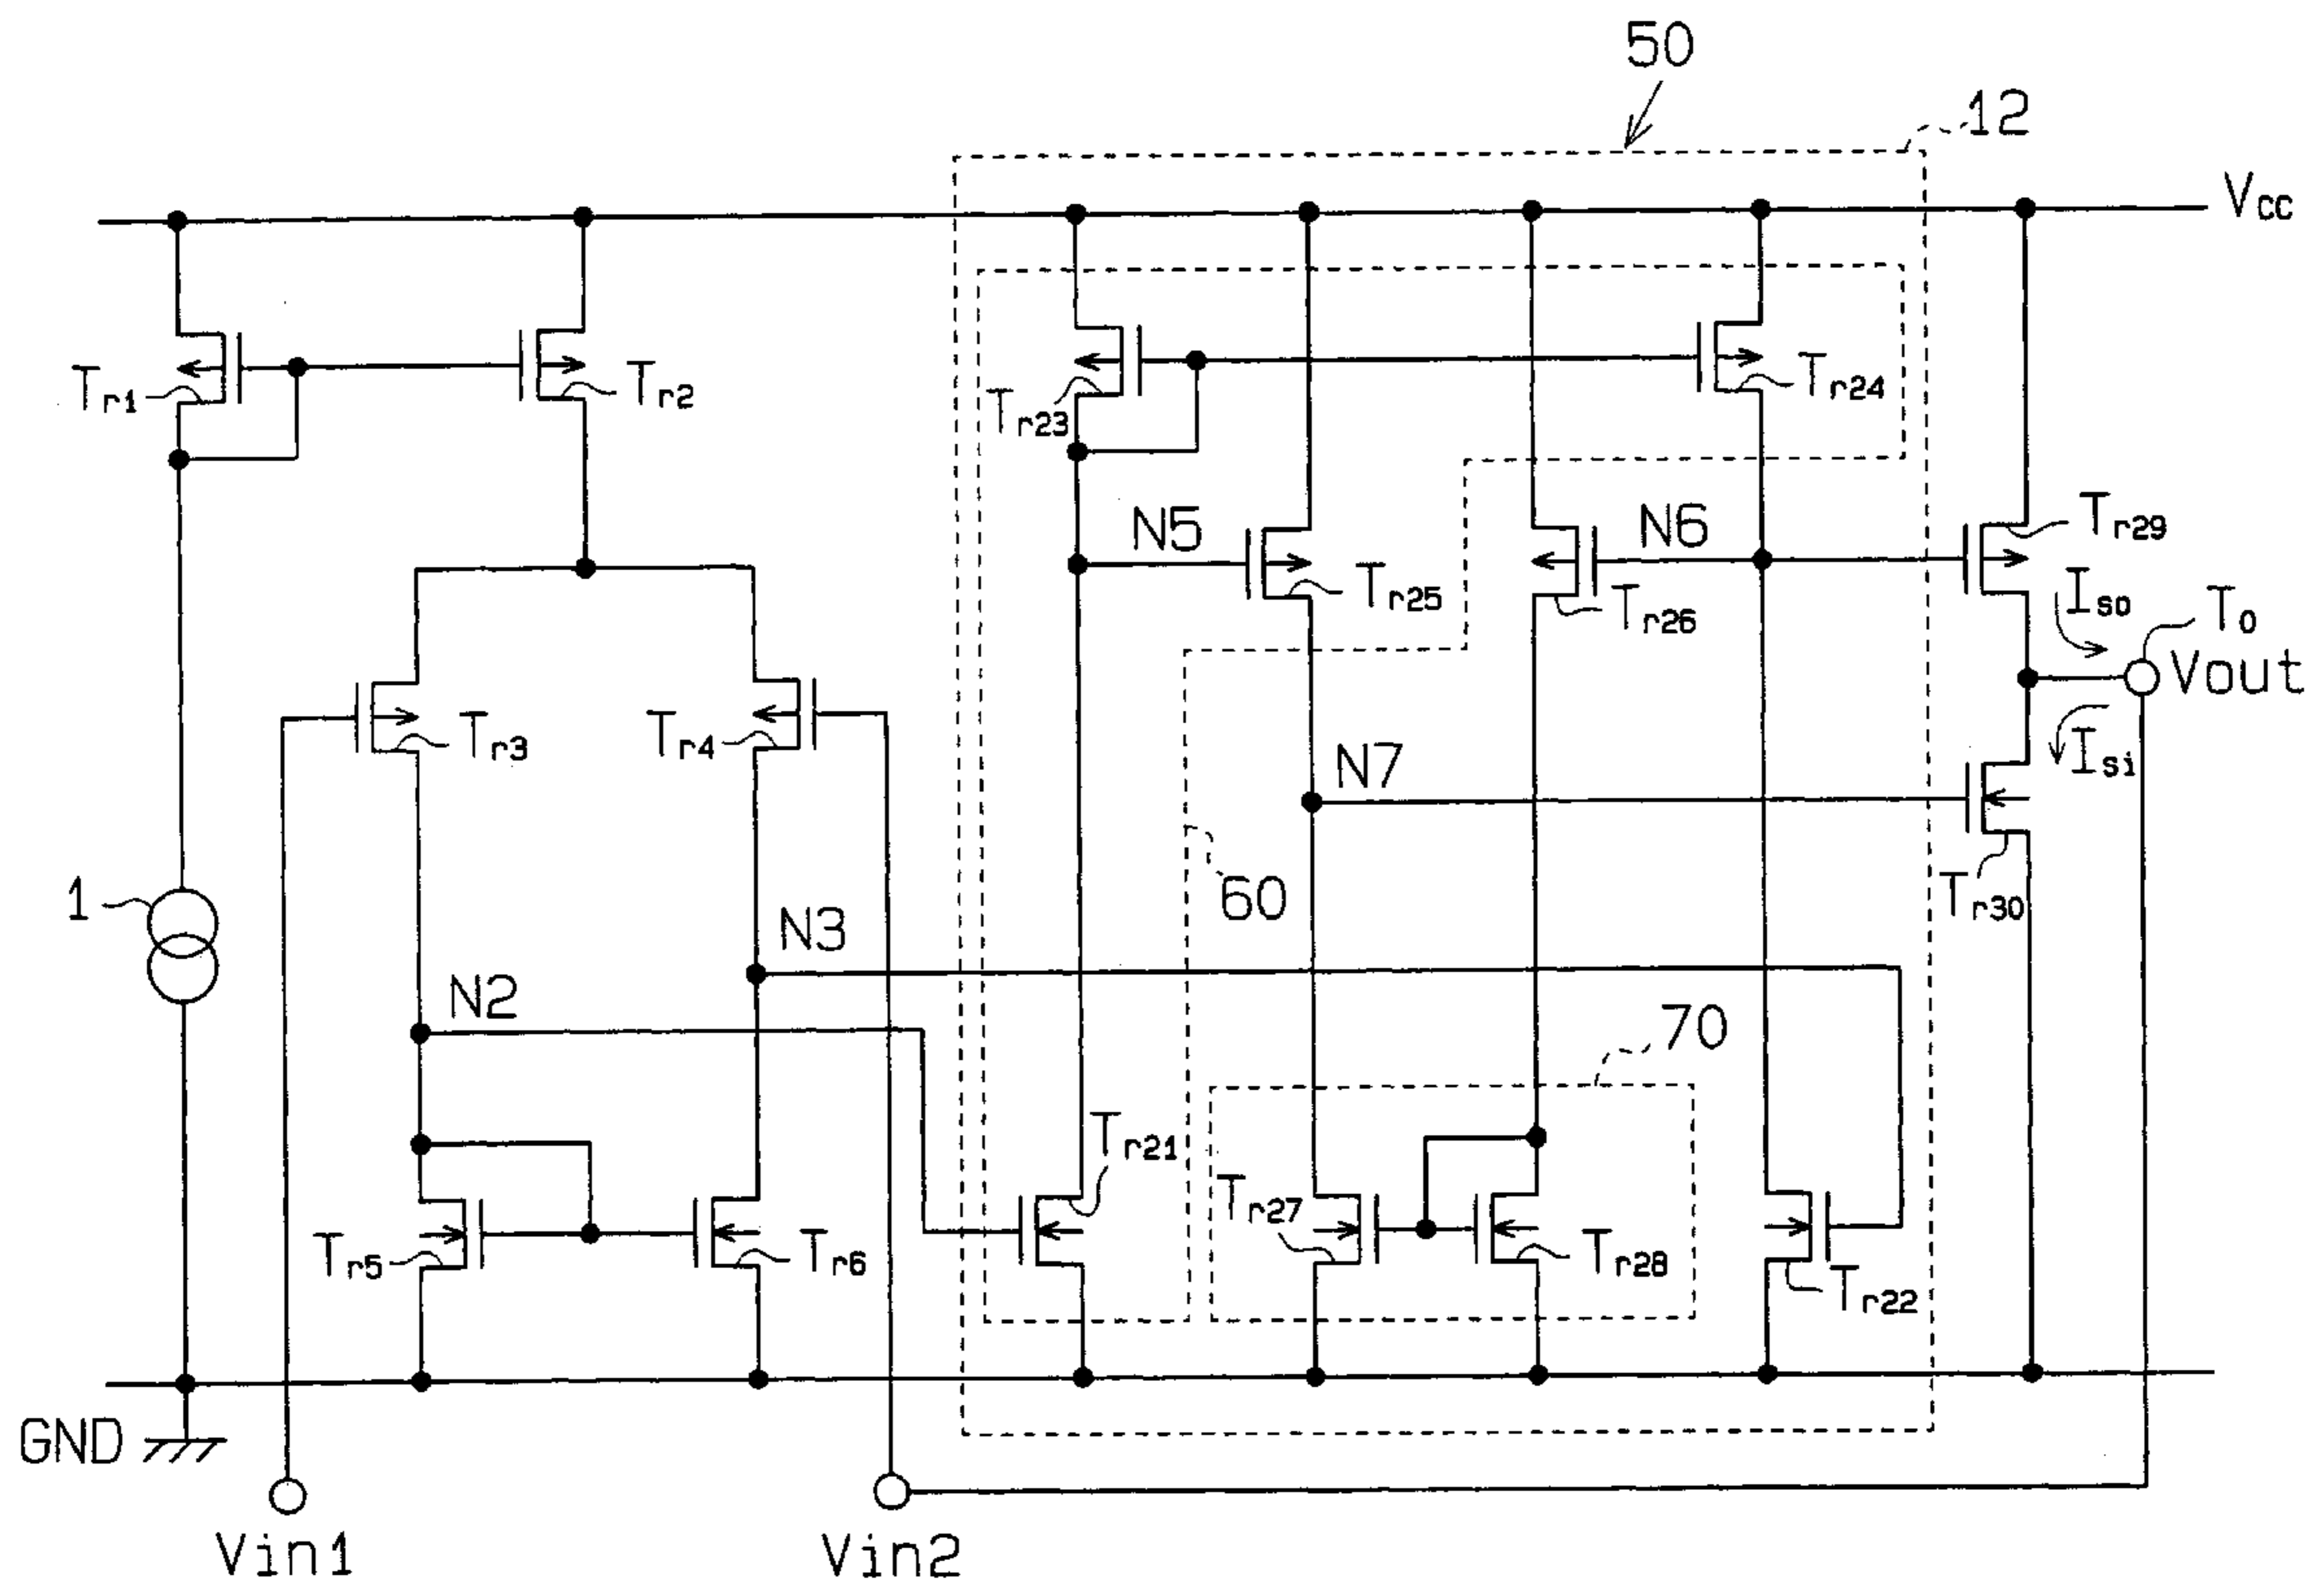 50
12
Vcc
Tr1
Tr2
Tr23
Tr24
N5
N6
Tr29
Tr25
Tr26
Iso
To
Vout
Tr3
Tr4
N7
Isi
1
60
Tr30
N3
N2
70
Tr21
Tr27
Tr5
Tr6
Tr28
Tr22
GND
Vin1
Vin2